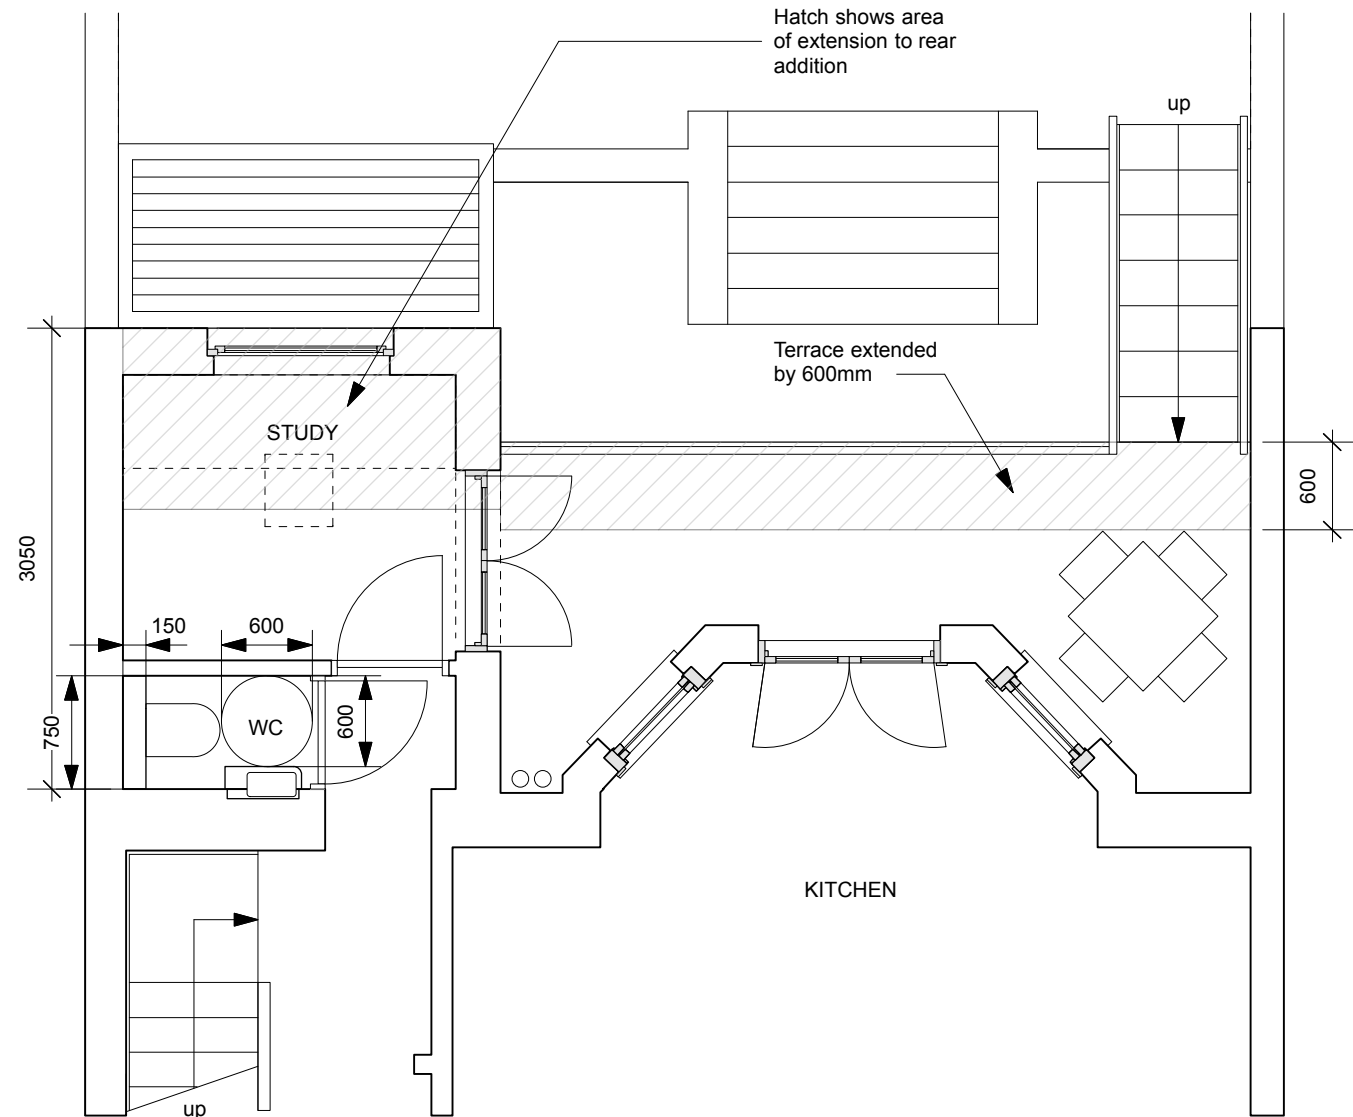 Hatch shows area
of extension to rear
addition
up
Terrace extended
by 600mm
STUDY
600
3050
150
600
750
WC
600
KITCHEN
up